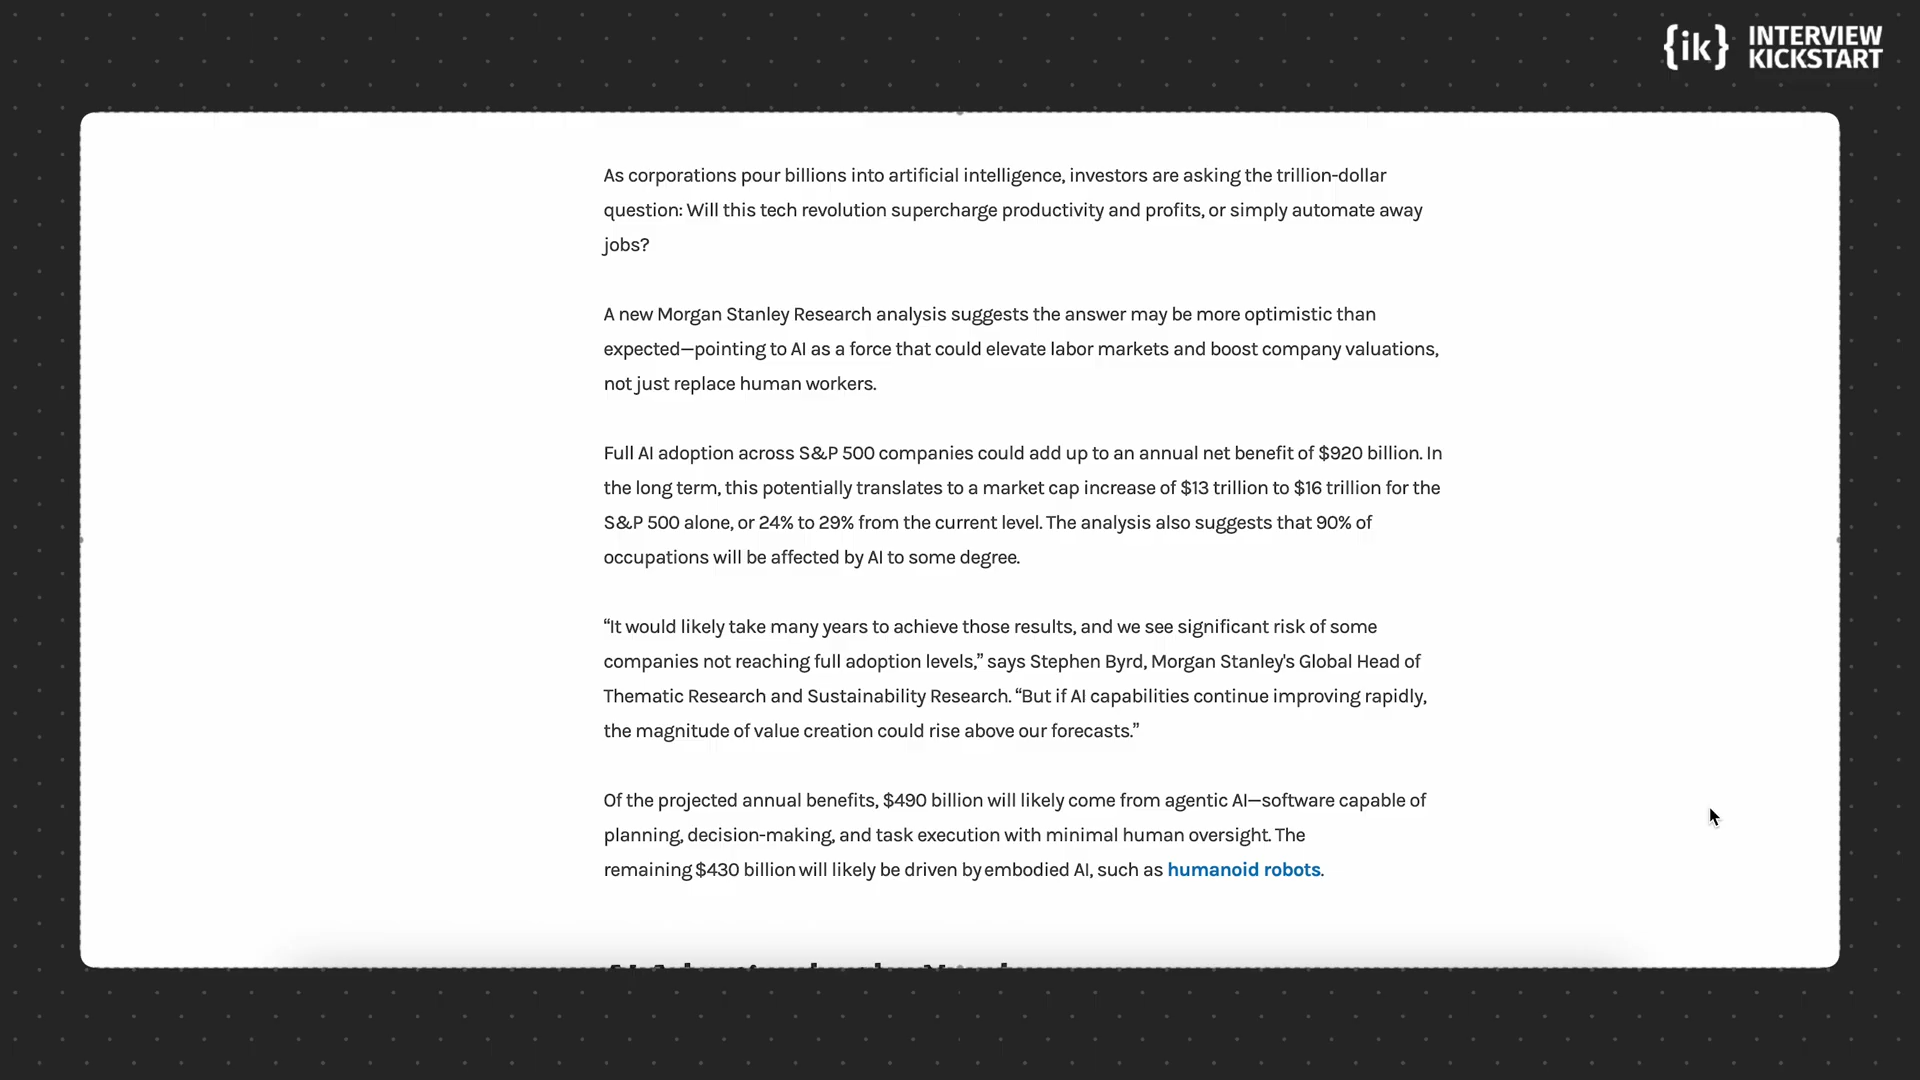 {ik} INTERVIEW
KICKSTART
As corporations pour billions into artificial intelligence, investors are asking the trillion-dollar
question: Will this tech revolution supercharge productivity and profits, or simply automate away
jobs?
A new Morgan Stanley Research analysis suggests the answer may be more optimistic than
expected—pointing to AI as a force that could elevate labor markets and boost company valuations,
not just replace human workers.
Full AI adoption across S&P 500 companies could add up to an annual net benefit of $920 billion. In
the long term, this potentially translates to a market cap increase of $13 trillion to $16 trillion for the
S&P 500 alone, or 24% to 29% from the current level. The analysis also suggests that 90% of
occupations will be affected by AI to some degree.
“It would likely take many years to achieve those results, and we see significant risk of some
companies not reaching full adoption levels,” says Stephen Byrd, Morgan Stanley's Global Head of
Thematic Research and Sustainability Research. “But if AI capabilities continue improving rapidly,
the magnitude of value creation could rise above our forecasts.”
Of the projected annual benefits, $490 billion will likely come from agentic AI—software capable of
planning, decision-making, and task execution with minimal human oversight. The
remaining $430 billion will likely be driven by embodied AI, such as humanoid robots.